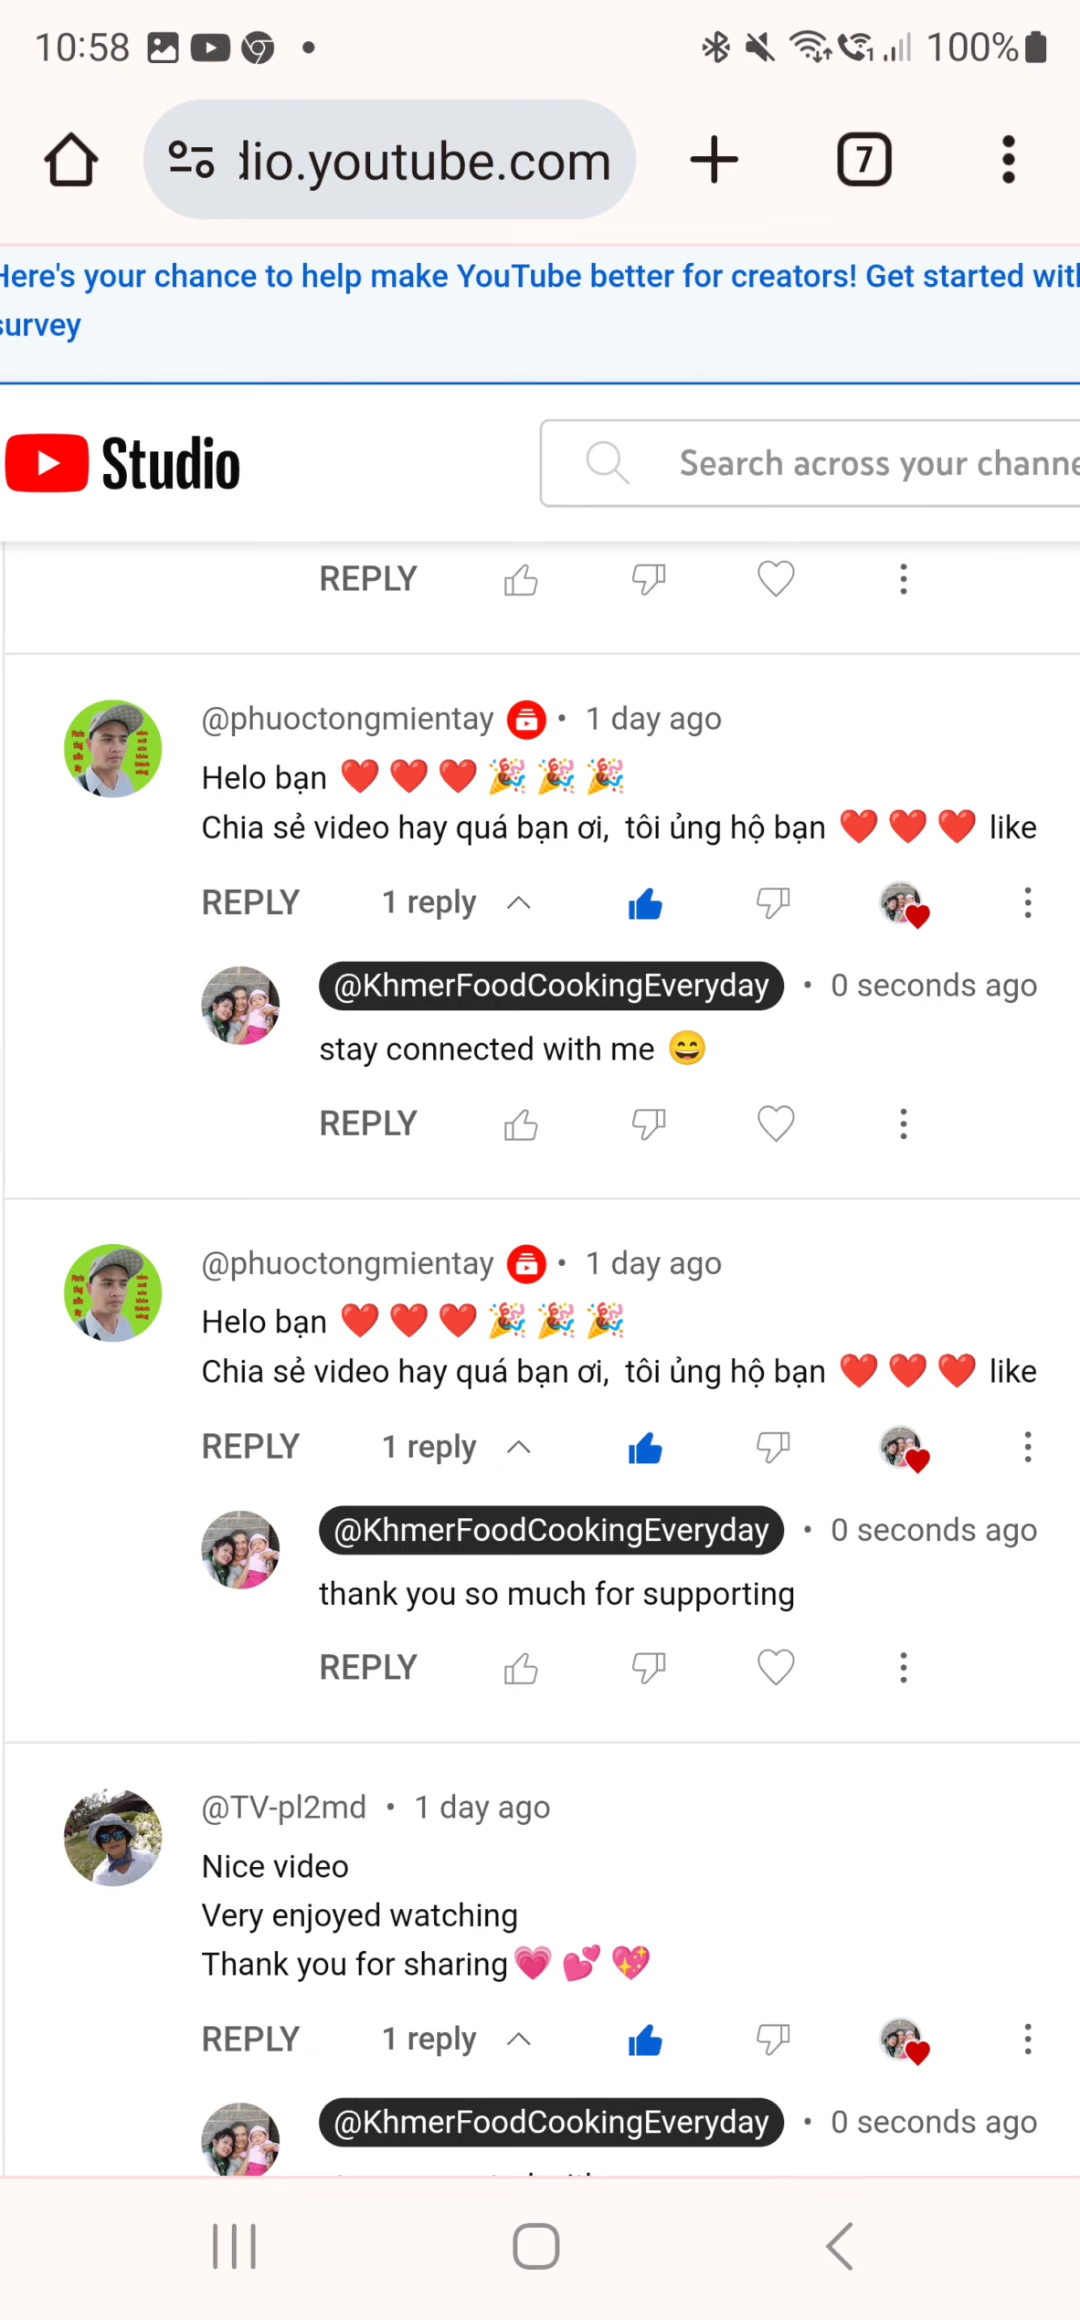 10:58
100%
dio.youtube.com
7
Here's your chance to help make YouTube better for creators! Get started with
survey
Studio
Search across your channe
REPLY
@phuoctongmientay • 1 day ago
Helo bạn ❤️❤️❤️🎉🎉🎉
Chia sẻ video hay quá bạn ơi, tôi ủng hộ bạn ❤️❤️❤️ like
REPLY 1 reply
@KhmerFoodCookingEveryday • 0 seconds ago
stay connected with me 😄
REPLY
@phuoctongmientay • 1 day ago
Helo bạn ❤️❤️❤️🎉🎉🎉
Chia sẻ video hay quá bạn ơi, tôi ủng hộ bạn ❤️❤️❤️ like
REPLY 1 reply
@KhmerFoodCookingEveryday • 0 seconds ago
thank you so much for supporting
REPLY
@TV-pl2md • 1 day ago
Nice video
Very enjoyed watching
Thank you for sharing💗💕💖
REPLY 1 reply
@KhmerFoodCookingEveryday • 0 seconds ago